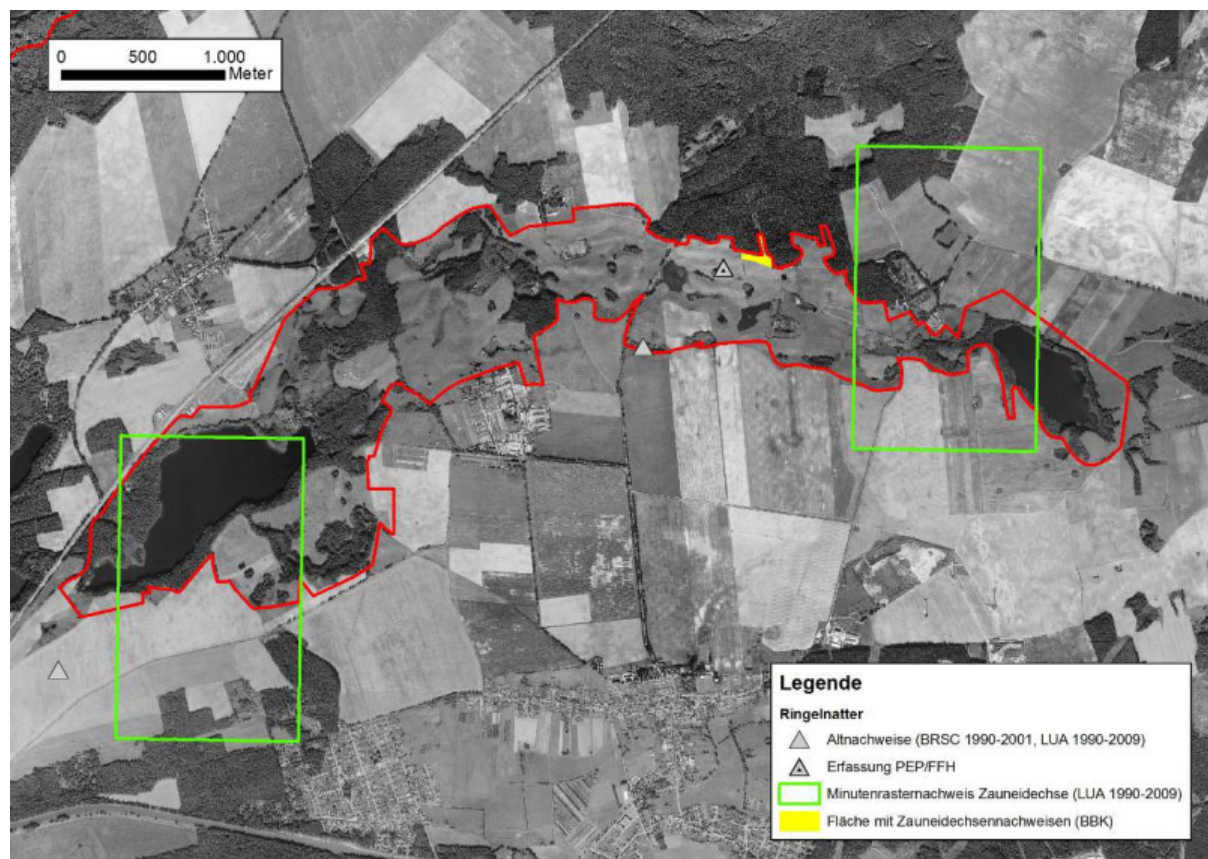 0 500 1.000
Meter
Legende
Ringelnatter
Altnachweise (BRSC 1990-2001, LUA 1990-2009)
Erfassung PEP/FFH
Minutenrasternachweis Zauneidechse (LUA 1990-2009)
Fläche mit Zauneidechsennachweisen (BBK)